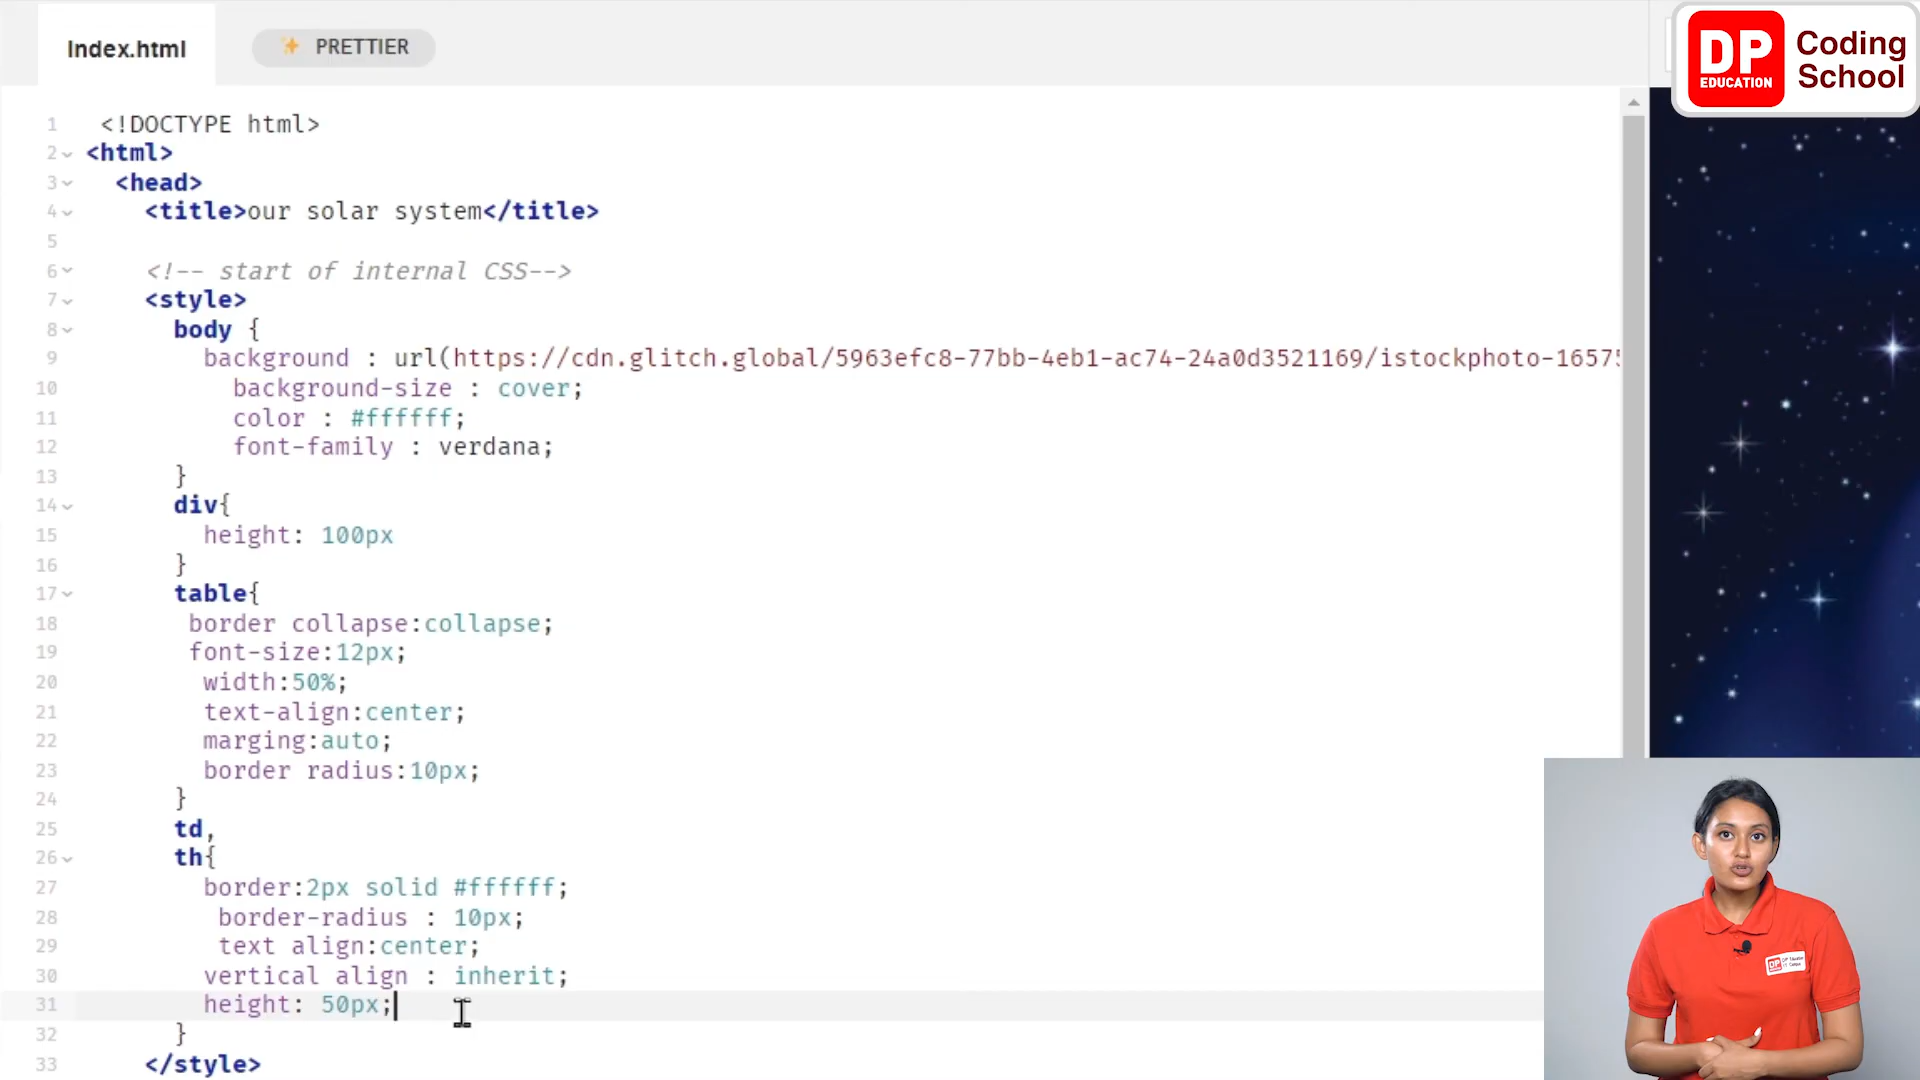 Index.html
PRETTIER
DP
EDUCATION
Coding
School
1 <!DOCTYPE html>
2 <html>
3 <head>
4 <title>our solar system</title>
5
6 <!-- start of internal CSS-->
7 <style>
8 body {
9 background : url(https://cdn.glitch.global/5963efc8-77bb-4eb1-ac74-24a0d3521169/istockphoto-1657
10 background-size : cover;
11 color : #ffffff;
12 font-family : verdana;
13 }
14 div{
15 height: 100px
16 }
17 table{
18 border collapse:collapse;
19 font-size:12px;
20 width:50%;
21 text-align:center;
22 marging:auto;
23 border radius:10px;
24 }
25 td,
26 th{
27 border:2px solid #ffffff;
28 border-radius : 10px;
29 text align:center;
30 vertical align : inherit;
31 height: 50px;
32 }
33 </style>